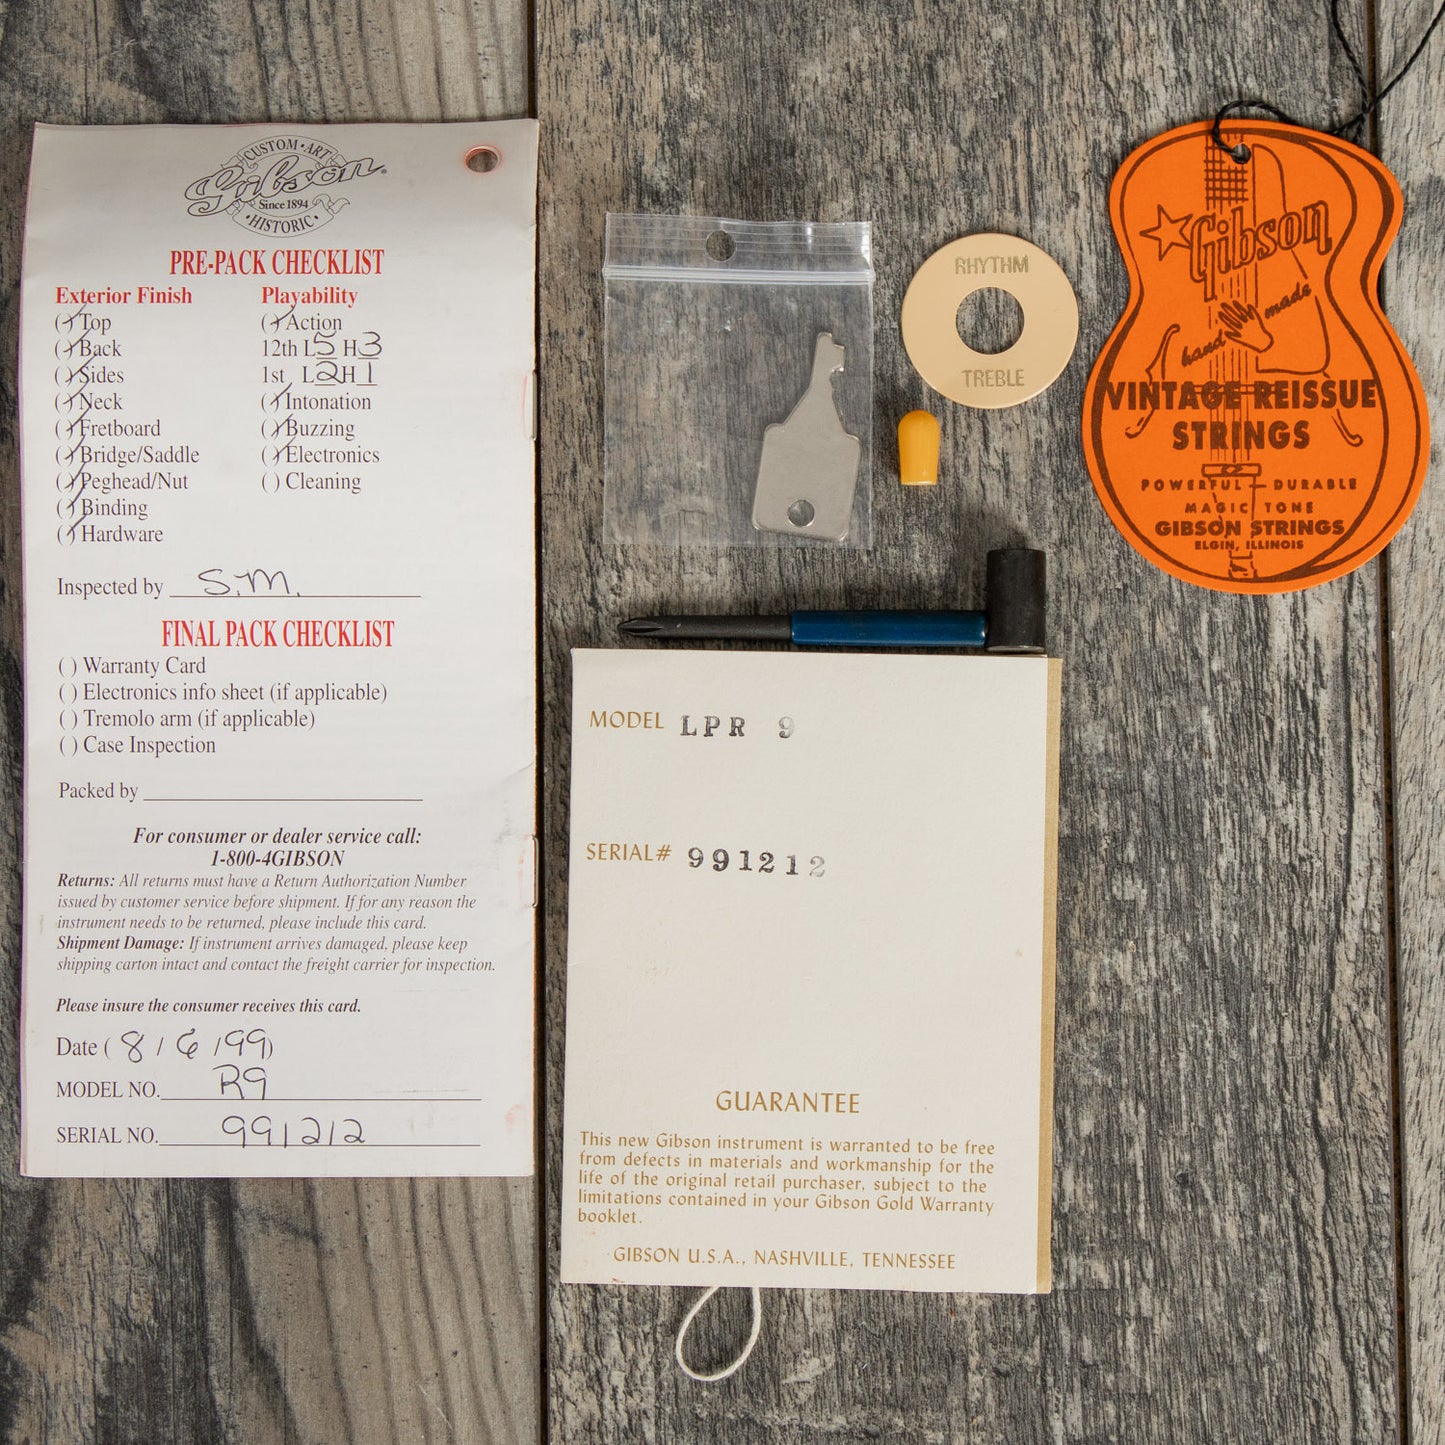 CUSTOM • ART
Gibson®
Since 1894
• HISTORIC •
PRE-PACK CHECKLIST
Exterior Finish
(✓) Top
(✓) Back
(✓) Sides
(✓) Neck
(✓) Fretboard
(✓) Bridge/Saddle
(✓) Peghead/Nut
(✓) Binding
(✓) Hardware
Playability
(✓) Action
12th L 5 H 3
1st L 2 H 1
(✓) Intonation
(✓) Buzzing
(✓) Electronics
( ) Cleaning
Inspected by S.M.
FINAL PACK CHECKLIST
( ) Warranty Card
( ) Electronics info sheet (if applicable)
( ) Tremolo arm (if applicable)
( ) Case Inspection
Packed by
For consumer or dealer service call:
1-800-4GIBSON
Returns: All returns must have a Return Authorization Number
issued by customer service before shipment. If for any reason the
instrument needs to be returned, please include this card.
Shipment Damage: If instrument arrives damaged, please keep
shipping carton intact and contact the freight carrier for inspection.
Please insure the consumer receives this card.
Date ( 8 / 6 / 99)
MODEL NO. R9
SERIAL NO. 991212
RHYTHM
TREBLE
Gibson
hand made
VINTAGE REISSUE
STRINGS
POWERFUL – DURABLE
MAGIC TONE
GIBSON STRINGS
ELGIN, ILLINOIS
MODEL LPR 9
SERIAL# 991212
GUARANTEE
This new Gibson instrument is warranted to be free
from defects in materials and workmanship for the
life of the original retail purchaser, subject to the
limitations contained in your Gibson Gold Warranty
booklet.
GIBSON U.S.A., NASHVILLE, TENNESSEE